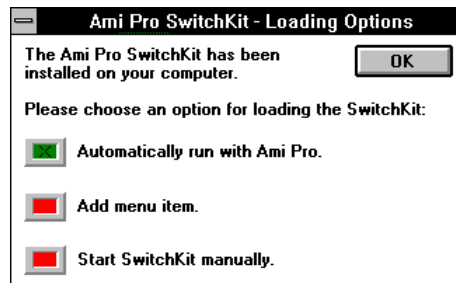 Ami Pro SwitchKit - Loading Options
The Ami Pro SwitchKit has been
installed on your computer.
OK
Please choose an option for loading the SwitchKit:
Automatically run with Ami Pro.
Add menu item.
Start SwitchKit manually.